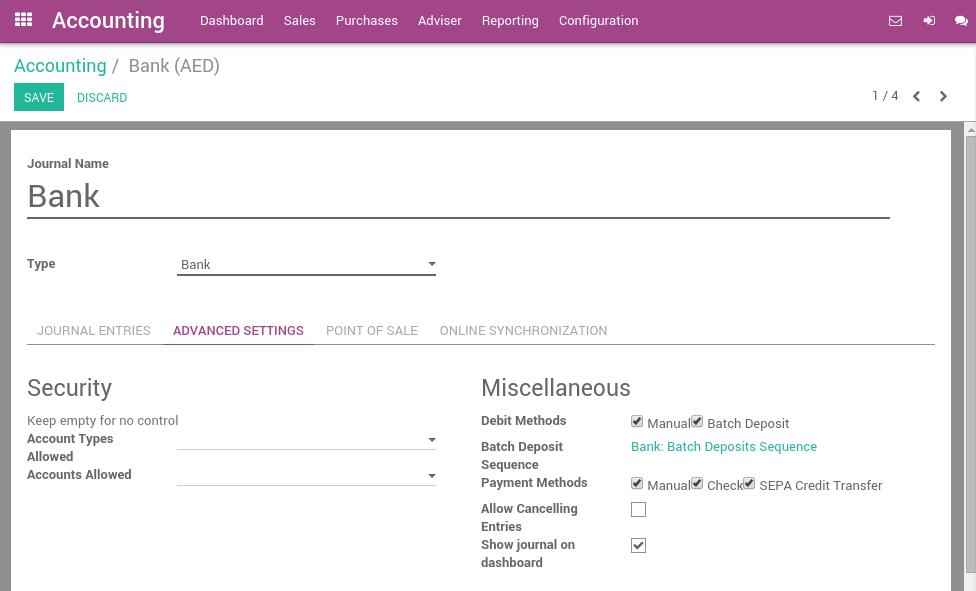 Accounting Dashboard Sales Purchases Adviser Reporting Configuration
Accounting / Bank (AED)
SAVE DISCARD 1 / 4
Journal Name
Bank
Type Bank
JOURNAL ENTRIES ADVANCED SETTINGS POINT OF SALE ONLINE SYNCHRONIZATION
Security
Keep empty for no control
Account Types
Allowed
Accounts Allowed
Miscellaneous
Debit Methods Manual Batch Deposit
Batch Deposit Bank: Batch Deposits Sequence
Sequence
Payment Methods Manual Check SEPA Credit Transfer
Allow Cancelling
Entries
Show journal on
dashboard